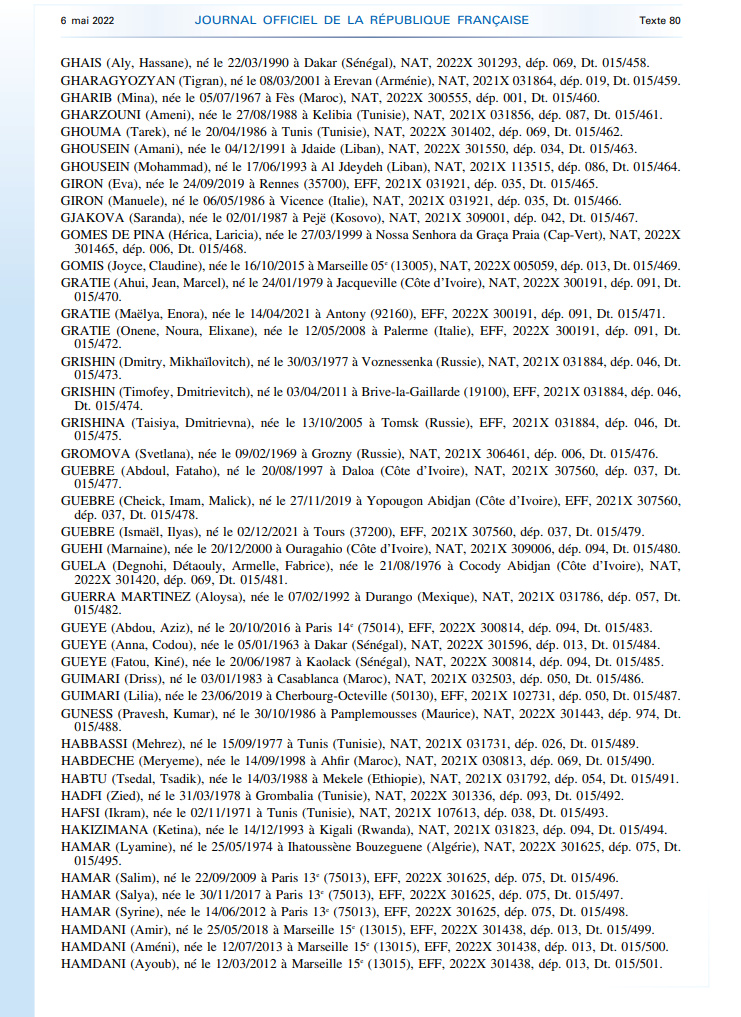 6 mai 2022
JOURNAL OFFICIEL DE LA RÉPUBLIQUE FRANÇAISE
Texte 80
GHAIS (Aly, Hassane), né le 22/03/1990 à Dakar (Sénégal), NAT, 2022X 301293, dép. 069, Dt. 015/458.
GHARAGYOZYAN (Tigran), né le 08/03/2001 à Erevan (Arménie), NAT, 2021X 031864, dép. 019, Dt. 015/459.
GHARIB (Mina), née le 05/07/1967 à Fès (Maroc), NAT, 2022X 300555, dép. 001, Dt. 015/460.
GHARZOUNI (Ameni), née le 27/08/1988 à Kelibia (Tunisie), NAT, 2021X 031856, dép. 087, Dt. 015/461.
GHOUMA (Tarek), né le 20/04/1986 à Tunis (Tunisie), NAT, 2022X 301402, dép. 069, Dt. 015/462.
GHOUSEIN (Amani), née le 04/12/1991 à Jdaide (Liban), NAT, 2022X 301550, dép. 034, Dt. 015/463.
GHOUSEIN (Mohammad), né le 17/06/1993 à Al Jdeydeh (Liban), NAT, 2021X 113515, dép. 086, Dt. 015/464.
GIRON (Eva), née le 24/09/2019 à Rennes (35700), EFF, 2021X 031921, dép. 035, Dt. 015/465.
GIRON (Manuele), né le 06/05/1986 à Vicence (Italie), NAT, 2021X 031921, dép. 035, Dt. 015/466.
GJAKOVA (Saranda), née le 02/01/1987 à Pejë (Kosovo), NAT, 2021X 309001, dép. 042, Dt. 015/467.
GOMES DE PINA (Hérica, Laricia), née le 27/03/1999 à Nossa Senhora da Graça Praia (Cap-Vert), NAT, 2022X
301465, dép. 006, Dt. 015/468.
GOMIS (Joyce, Claudine), née le 16/10/2015 à Marseille 05ᵉ (13005), NAT, 2022X 005059, dép. 013, Dt. 015/469.
GRATIE (Ahui, Jean, Marcel), né le 24/01/1979 à Jacqueville (Côte d'Ivoire), NAT, 2022X 300191, dép. 091, Dt.
015/470.
GRATIE (Maëlya, Enora), née le 14/04/2021 à Antony (92160), EFF, 2022X 300191, dép. 091, Dt. 015/471.
GRATIE (Onene, Noura, Elixane), née le 12/05/2008 à Palerme (Italie), EFF, 2022X 300191, dép. 091, Dt.
015/472.
GRISHIN (Dmitry, Mikhaïlovitch), né le 30/03/1977 à Voznessenka (Russie), NAT, 2021X 031884, dép. 046, Dt.
015/473.
GRISHIN (Timofey, Dmitrievitch), né le 03/04/2011 à Brive-la-Gaillarde (19100), EFF, 2021X 031884, dép. 046,
Dt. 015/474.
GRISHINA (Taisiya, Dmitrievna), née le 13/10/2005 à Tomsk (Russie), EFF, 2021X 031884, dép. 046, Dt.
015/475.
GROMOVA (Svetlana), née le 09/02/1969 à Grozny (Russie), NAT, 2021X 306461, dép. 006, Dt. 015/476.
GUEBRE (Abdoul, Fataho), né le 20/08/1997 à Daloa (Côte d'Ivoire), NAT, 2021X 307560, dép. 037, Dt.
015/477.
GUEBRE (Cheick, Imam, Malick), né le 27/11/2019 à Yopougon Abidjan (Côte d'Ivoire), EFF, 2021X 307560,
dép. 037, Dt. 015/478.
GUEBRE (Ismaël, Ilyas), né le 02/12/2021 à Tours (37200), EFF, 2021X 307560, dép. 037, Dt. 015/479.
GUEHI (Marnaine), née le 20/12/2000 à Ouragahio (Côte d'Ivoire), NAT, 2021X 309006, dép. 094, Dt. 015/480.
GUELA (Degnohi, Détaouly, Armelle, Fabrice), née le 21/08/1976 à Cocody Abidjan (Côte d'Ivoire), NAT,
2022X 301420, dép. 069, Dt. 015/481.
GUERRA MARTINEZ (Aloysa), née le 07/02/1992 à Durango (Mexique), NAT, 2021X 031786, dép. 057, Dt.
015/482.
GUEYE (Abdou, Aziz), né le 20/10/2016 à Paris 14ᵉ (75014), EFF, 2022X 300814, dép. 094, Dt. 015/483.
GUEYE (Anna, Codou), née le 05/01/1963 à Dakar (Sénégal), NAT, 2022X 301596, dép. 013, Dt. 015/484.
GUEYE (Fatou, Kiné), née le 20/06/1987 à Kaolack (Sénégal), NAT, 2022X 300814, dép. 094, Dt. 015/485.
GUIMARI (Driss), né le 03/01/1983 à Casablanca (Maroc), NAT, 2021X 032503, dép. 050, Dt. 015/486.
GUIMARI (Lilia), née le 23/06/2019 à Cherbourg-Octeville (50130), EFF, 2021X 102731, dép. 050, Dt. 015/487.
GUNESS (Pravesh, Kumar), né le 30/10/1986 à Pamplemousses (Maurice), NAT, 2022X 301443, dép. 974, Dt.
015/488.
HABBASSI (Mehrez), né le 15/09/1977 à Tunis (Tunisie), NAT, 2021X 031731, dép. 026, Dt. 015/489.
HABDECHE (Meryeme), née le 14/09/1998 à Ahfir (Maroc), NAT, 2021X 030813, dép. 069, Dt. 015/490.
HABTU (Tsedal, Tsadik), née le 14/03/1988 à Mekele (Ethiopie), NAT, 2021X 031792, dép. 054, Dt. 015/491.
HADFI (Zied), né le 31/03/1978 à Grombalia (Tunisie), NAT, 2022X 301336, dép. 093, Dt. 015/492.
HAFSI (Ikram), née le 02/11/1971 à Tunis (Tunisie), NAT, 2021X 107613, dép. 038, Dt. 015/493.
HAKIZIMANA (Ketina), née le 14/12/1993 à Kigali (Rwanda), NAT, 2021X 031823, dép. 094, Dt. 015/494.
HAMAR (Lyamine), né le 25/05/1974 à Ihatoussène Bouzeguene (Algérie), NAT, 2022X 301625, dép. 075, Dt.
015/495.
HAMAR (Salim), né le 22/09/2009 à Paris 13ᵉ (75013), EFF, 2022X 301625, dép. 075, Dt. 015/496.
HAMAR (Salya), née le 30/11/2017 à Paris 13ᵉ (75013), EFF, 2022X 301625, dép. 075, Dt. 015/497.
HAMAR (Syrine), née le 14/06/2012 à Paris 13ᵉ (75013), EFF, 2022X 301625, dép. 075, Dt. 015/498.
HAMDANI (Amir), né le 25/05/2018 à Marseille 15ᵉ (13015), EFF, 2022X 301438, dép. 013, Dt. 015/499.
HAMDANI (Améni), née le 12/07/2013 à Marseille 15ᵉ (13015), EFF, 2022X 301438, dép. 013, Dt. 015/500.
HAMDANI (Ayoub), né le 12/03/2012 à Marseille 15ᵉ (13015), EFF, 2022X 301438, dép. 013, Dt. 015/501.